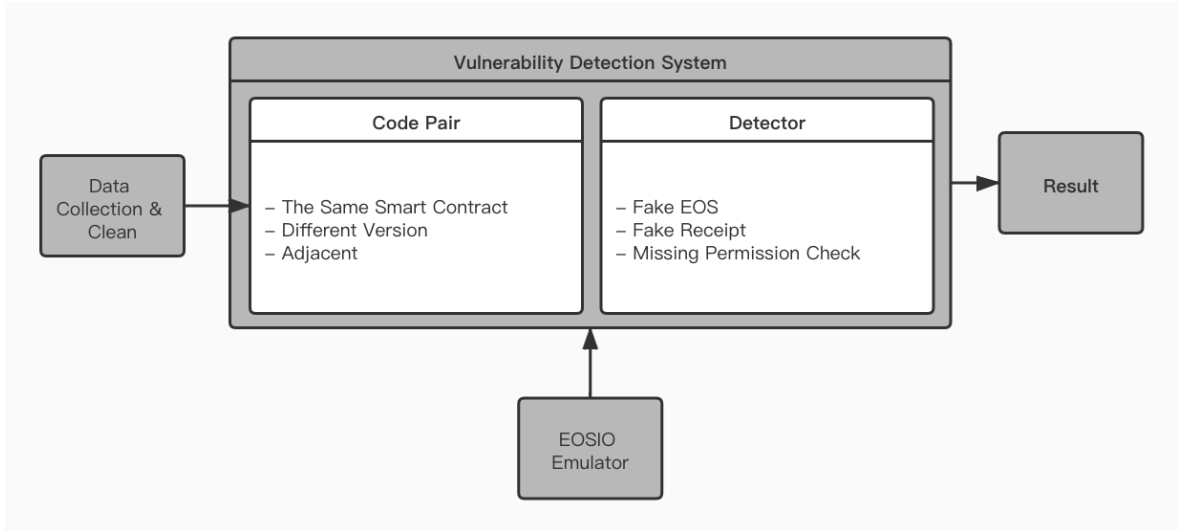 Vulnerability Detection System
Code Pair
Detector
Data
Collection &
Clean
– The Same Smart Contract
– Different Version
– Adjacent
– Fake EOS
– Fake Receipt
– Missing Permission Check
Result
EOSIO
Emulator